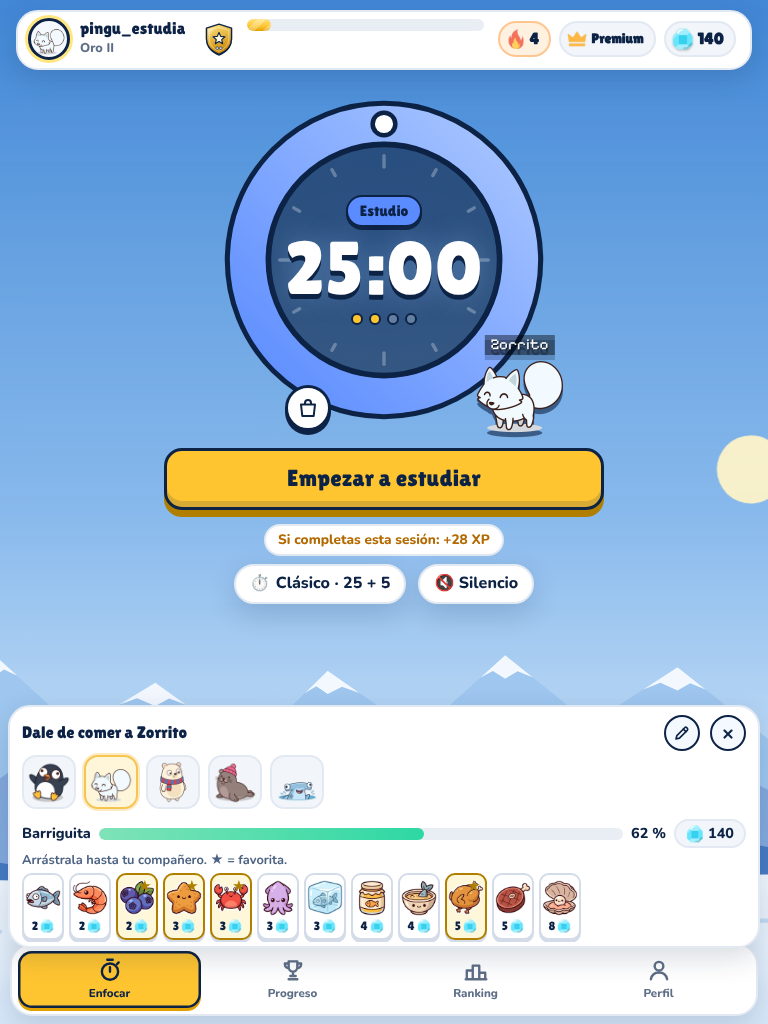 pingu_estudia
Oro II
4
Premium
140
Estudio
25:00
Zorrito
Empezar a estudiar
Si completas esta sesión: +28 XP
Clásico · 25 + 5
Silencio
Dale de comer a Zorrito
Barriguita
62 %
140
Arrástrala hasta tu compañero. ★ = favorita.
2 2 2 3 3 3 3 4 4 5 5 8
Enfocar
Progreso
Ranking
Perfil